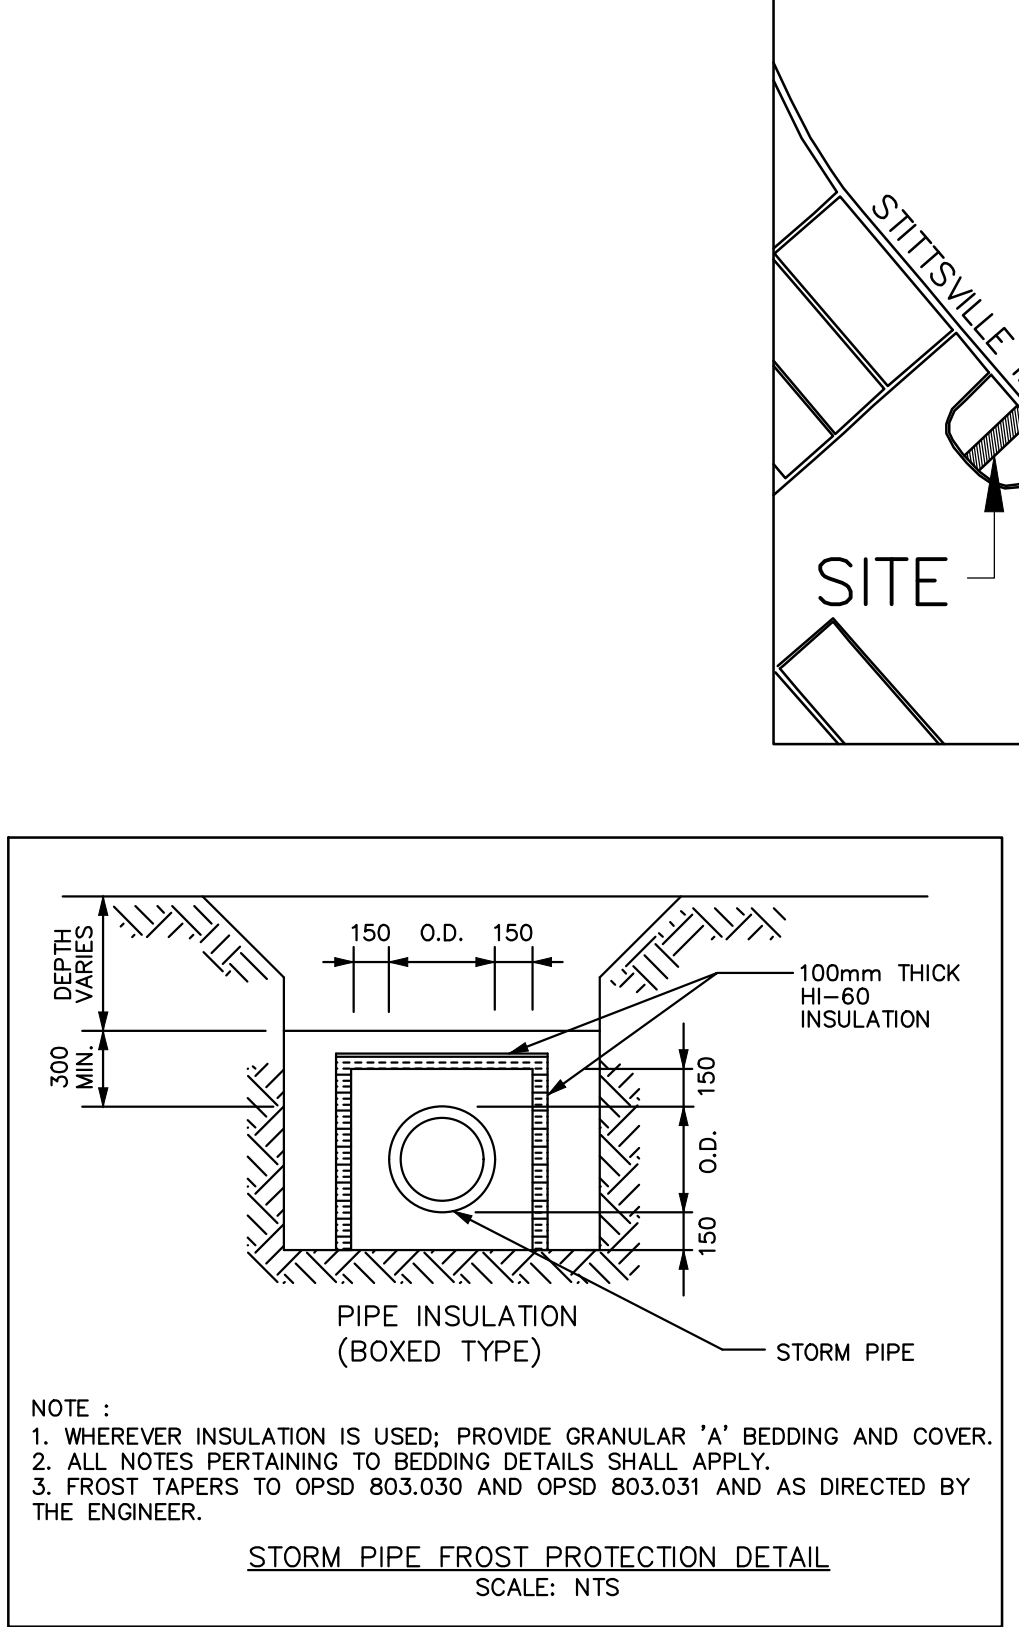 STITTSVILLE
SITE
DEPTH
VARIES
300
MIN.
150 O.D. 150
100mm THICK
HI-60
INSULATION
150
O.D.
150
PIPE INSULATION
(BOXED TYPE)
STORM PIPE
NOTE :
1. WHEREVER INSULATION IS USED; PROVIDE GRANULAR 'A' BEDDING AND COVER.
2. ALL NOTES PERTAINING TO BEDDING DETAILS SHALL APPLY.
3. FROST TAPERS TO OPSD 803.030 AND OPSD 803.031 AND AS DIRECTED BY
THE ENGINEER.
STORM PIPE FROST PROTECTION DETAIL
SCALE: NTS